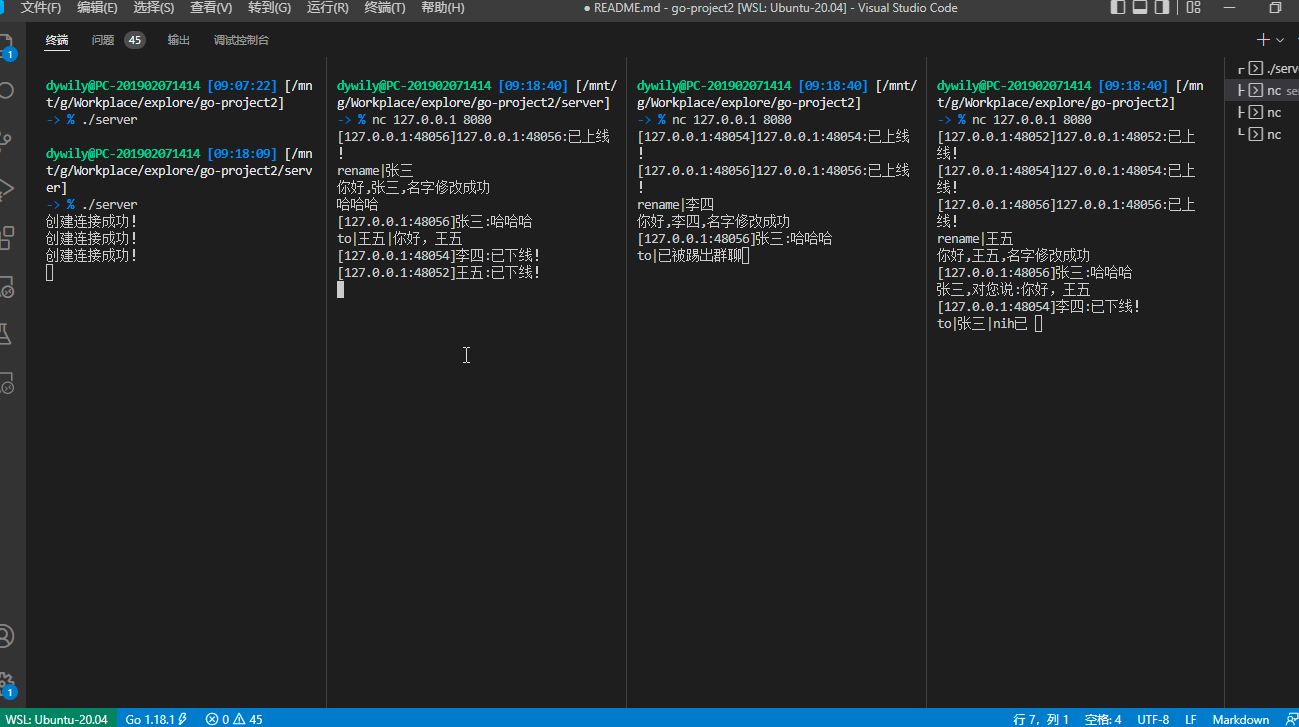 文件(F) 编辑(E) 选择(S) 查看(V) 转到(G) 运行(R) 终端(T) 帮助(H) ● README.md - go-project2 [WSL: Ubuntu-20.04] - Visual Studio Code
终端 问题 45 输出 调试控制台
1
dywily@PC-201902071414 [09:07:22] [/mn
t/g/Workplace/explore/go-project2]
-> % ./server
dywily@PC-201902071414 [09:18:09] [/mn
t/g/Workplace/explore/go-project2/serv
er]
-> % ./server
创建连接成功!
创建连接成功!
创建连接成功!
dywily@PC-201902071414 [09:18:40] [/mnt/
g/Workplace/explore/go-project2/server]
-> % nc 127.0.0.1 8080
[127.0.0.1:48056]127.0.0.1:48056:已上线
!
rename|张三
你好,张三,名字修改成功
哈哈哈
[127.0.0.1:48056]张三:哈哈哈
to|王五|你好，王五
[127.0.0.1:48054]李四:已下线!
[127.0.0.1:48052]王五:已下线!
dywily@PC-201902071414 [09:18:40] [/mnt/
g/Workplace/explore/go-project2]
-> % nc 127.0.0.1 8080
[127.0.0.1:48054]127.0.0.1:48054:已上线
!
[127.0.0.1:48056]127.0.0.1:48056:已上线
!
rename|李四
你好,李四,名字修改成功
[127.0.0.1:48056]张三:哈哈哈
to|已被踢出群聊
dywily@PC-201902071414 [09:18:40] [/mn
t/g/Workplace/explore/go-project2]
-> % nc 127.0.0.1 8080
[127.0.0.1:48052]127.0.0.1:48052:已上
线!
[127.0.0.1:48054]127.0.0.1:48054:已上
线!
[127.0.0.1:48056]127.0.0.1:48056:已上
线!
rename|王五
你好,王五,名字修改成功
[127.0.0.1:48056]张三:哈哈哈
张三,对您说:你好，王五
[127.0.0.1:48054]李四:已下线!
to|张三|nih已
./serv
nc se
nc
nc
1
WSL: Ubuntu-20.04 Go 1.18.1 0 45 行 7，列 1 空格: 4 UTF-8 LF Markdown